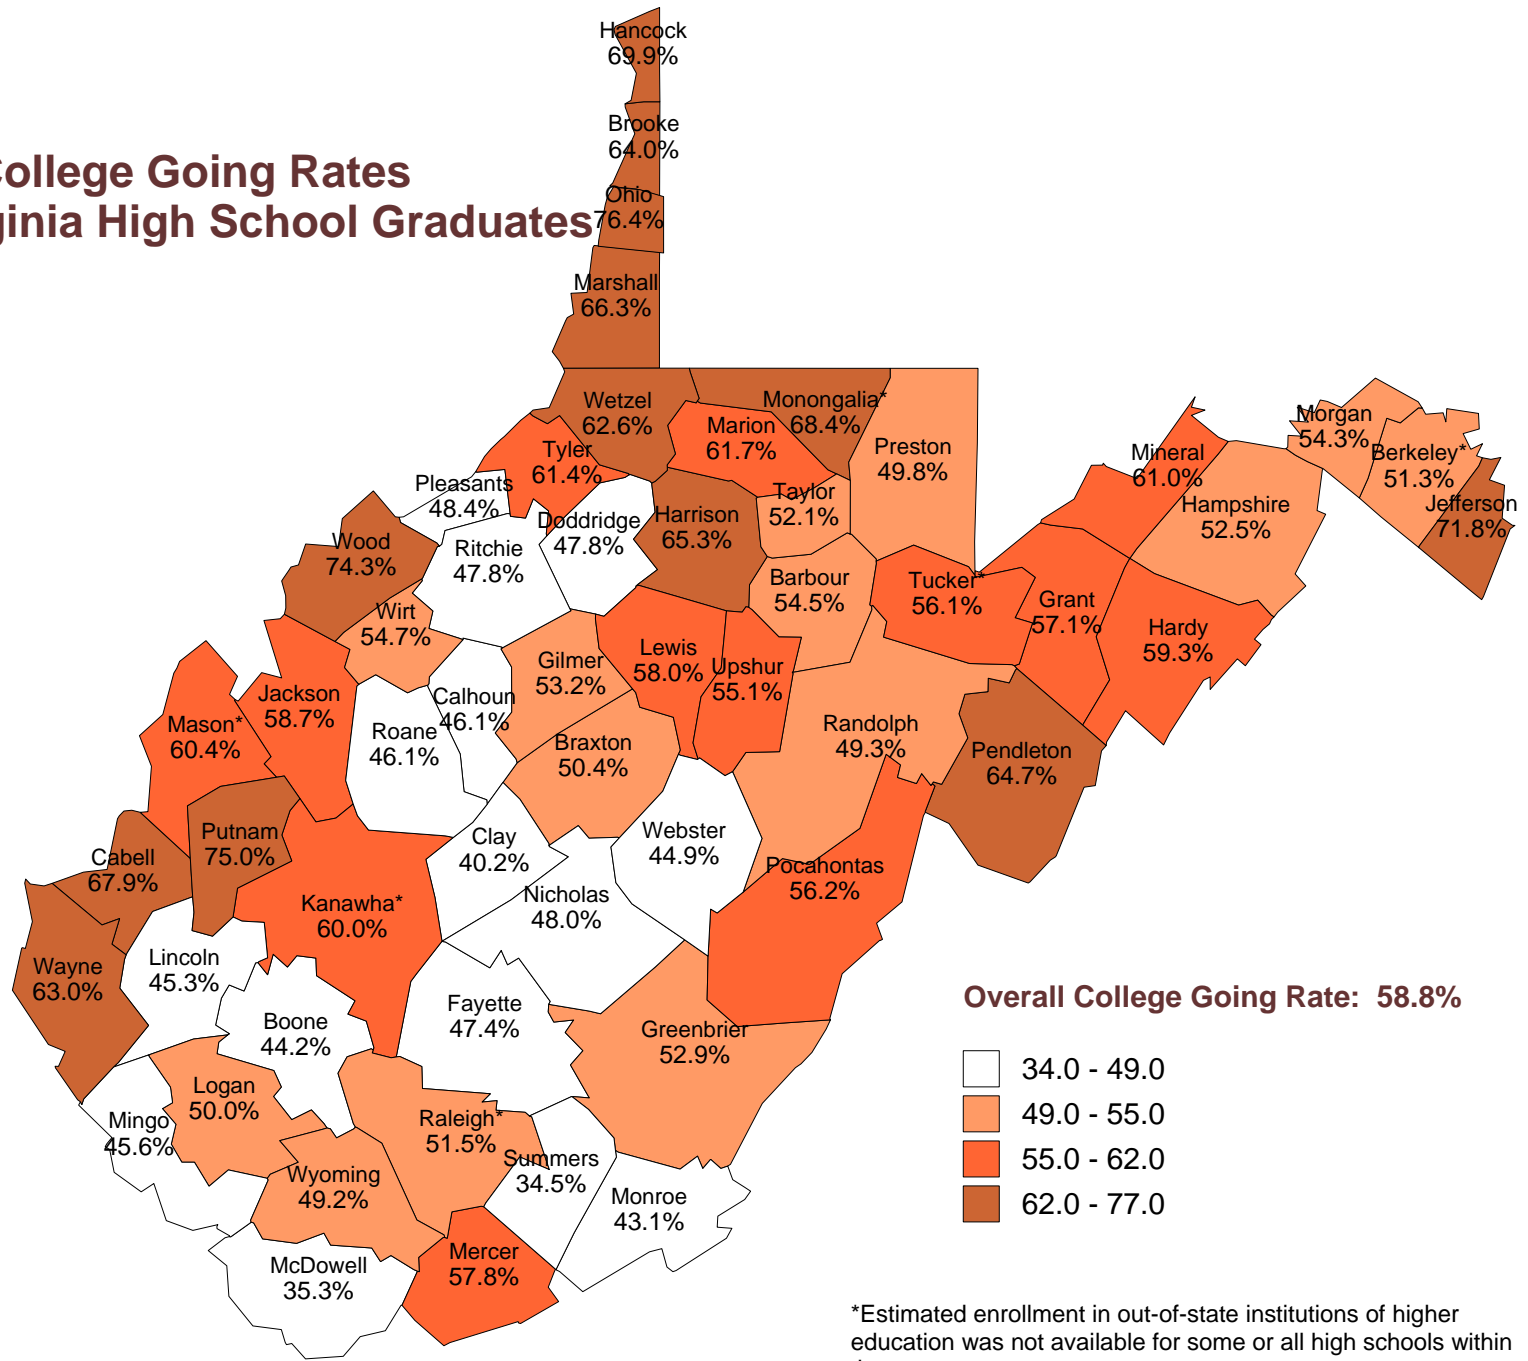 College Going Rates
ginia High School Graduates
Hancock
69.9%
Brooke
64.0%
Ohio
76.4%
Marshall
66.3%
Wetzel
62.6%
Monongalia*
68.4%
Marion
61.7%
Preston
49.8%
Tyler
61.4%
Pleasants
48.4%
Doddridge
47.8%
Harrison
65.3%
Taylor
52.1%
Mineral
61.0%
Morgan
54.3%
Berkeley*
51.3%
Jefferson
71.8%
Hampshire
52.5%
Wood
74.3%
Ritchie
47.8%
Wirt
54.7%
Barbour
54.5%
Tucker*
56.1%
Grant
57.1%
Hardy
59.3%
Gilmer
53.2%
Lewis
58.0%
Upshur
55.1%
Jackson
58.7%
Calhoun
46.1%
Mason*
60.4%
Roane
46.1%
Braxton
50.4%
Randolph
49.3%
Pendleton
64.7%
Putnam
75.0%
Clay
40.2%
Webster
44.9%
Cabell
67.9%
Pocahontas
56.2%
Kanawha*
60.0%
Nicholas
48.0%
Wayne
63.0%
Lincoln
45.3%
Fayette
47.4%
Boone
44.2%
Greenbrier
52.9%
Logan
50.0%
Mingo
45.6%
Raleigh*
51.5%
Summers
34.5%
Wyoming
49.2%
Monroe
43.1%
Mercer
57.8%
McDowell
35.3%
Overall College Going Rate:  58.8%
34.0 - 49.0
49.0 - 55.0
55.0 - 62.0
62.0 - 77.0
*Estimated enrollment in out-of-state institutions of higher
education was not available for some or all high schools within